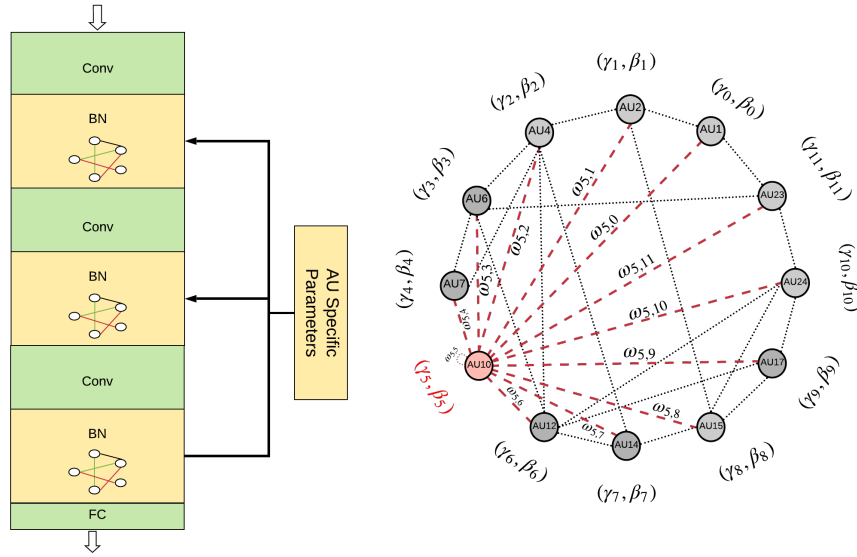 Conv
BN
Conv
BN
Conv
BN
FC
AU Specific
Parameters
(γ₁, β₁)
(γ₂, β₂)
(γ₀, β₀)
(γ₃, β₃)
(γ₁₁, β₁₁)
(γ₄, β₄)
(γ₁₀, β₁₀)
(γ₅, β₅)
(γ₉, β₉)
(γ₆, β₆)
(γ₈, β₈)
(γ₇, β₇)
AU2
AU4
AU1
AU6
AU23
AU7
AU24
AU10
AU17
AU12
AU15
AU14
ω₅,₁
ω₅,₀
ω₅,₂
ω₅,₃
ω₅,₁₁
ω₅,₄
ω₅,₁₀
ω₅,₅
ω₅,₉
ω₅,₆
ω₅,₈
ω₅,₇